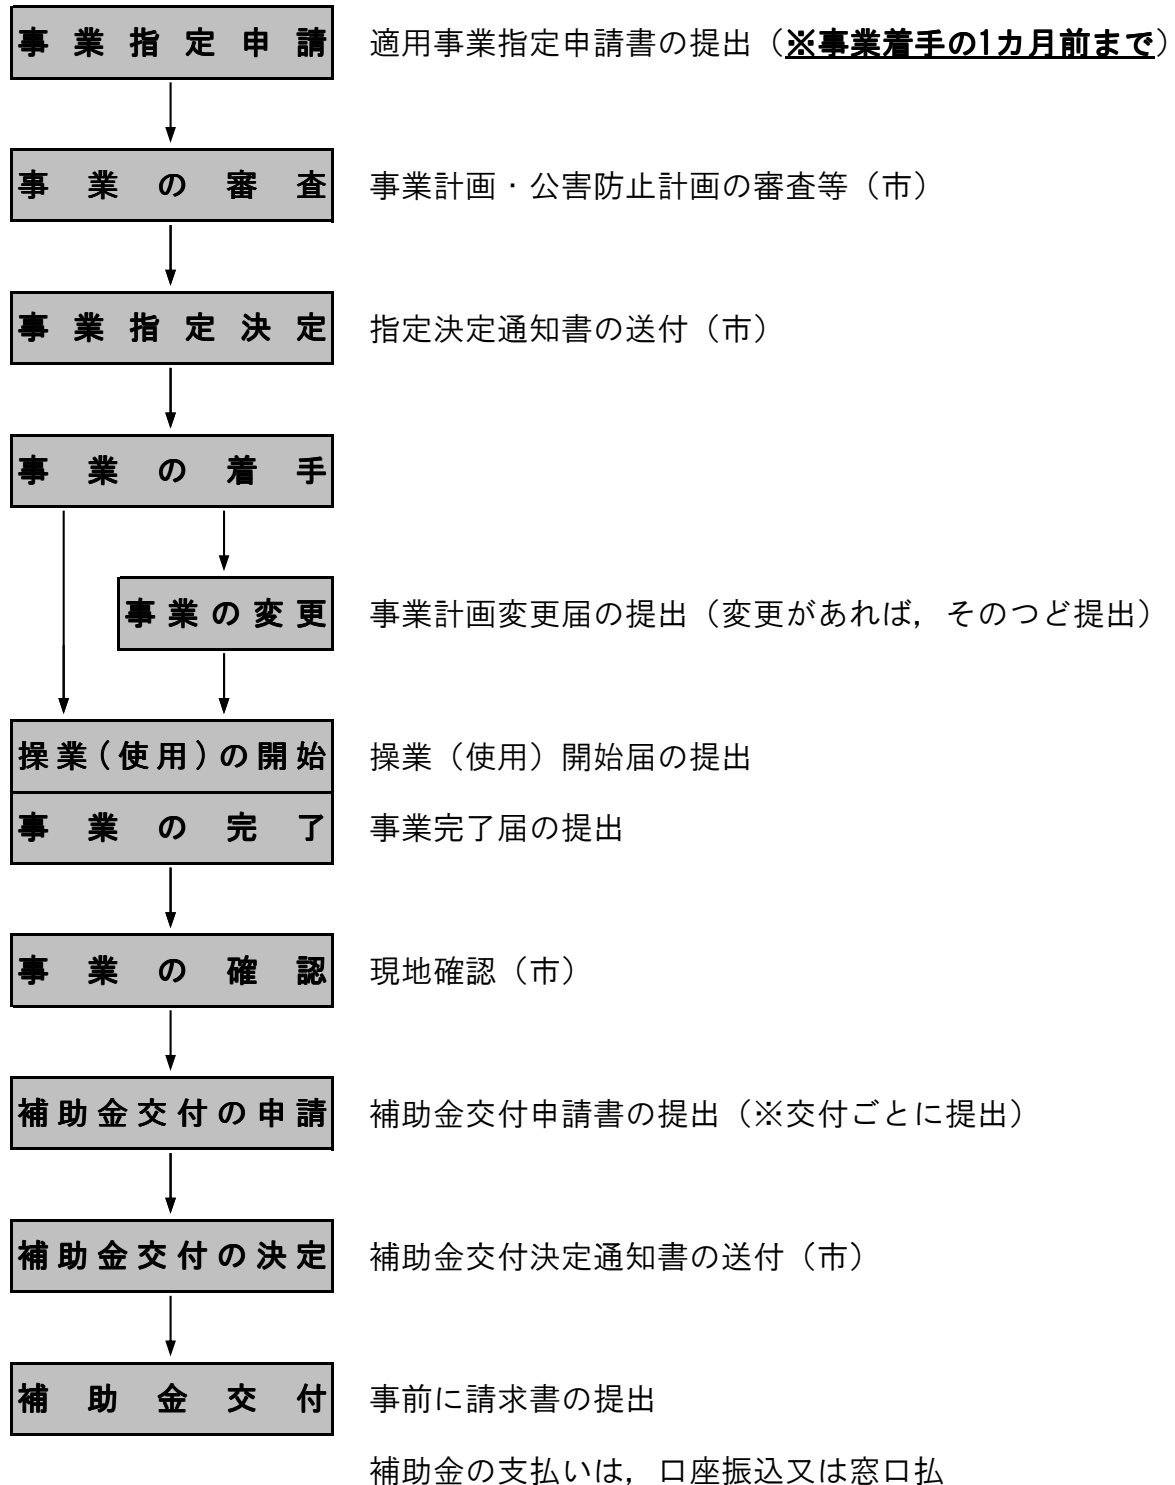 事業指定申請 適用事業指定申請書の提出（※事業着手の1カ月前まで）
事業の審査 事業計画・公害防止計画の審査等（市）
事業指定決定 指定決定通知書の送付（市）
事業の着手
事業の変更 事業計画変更届の提出（変更があれば，そのつど提出）
操業(使用)の開始 操業（使用）開始届の提出
事業の完了 事業完了届の提出
事業の確認 現地確認（市）
補助金交付の申請 補助金交付申請書の提出（※交付ごとに提出）
補助金交付の決定 補助金交付決定通知書の送付（市）
補助金交付 事前に請求書の提出
補助金の支払いは，口座振込又は窓口払